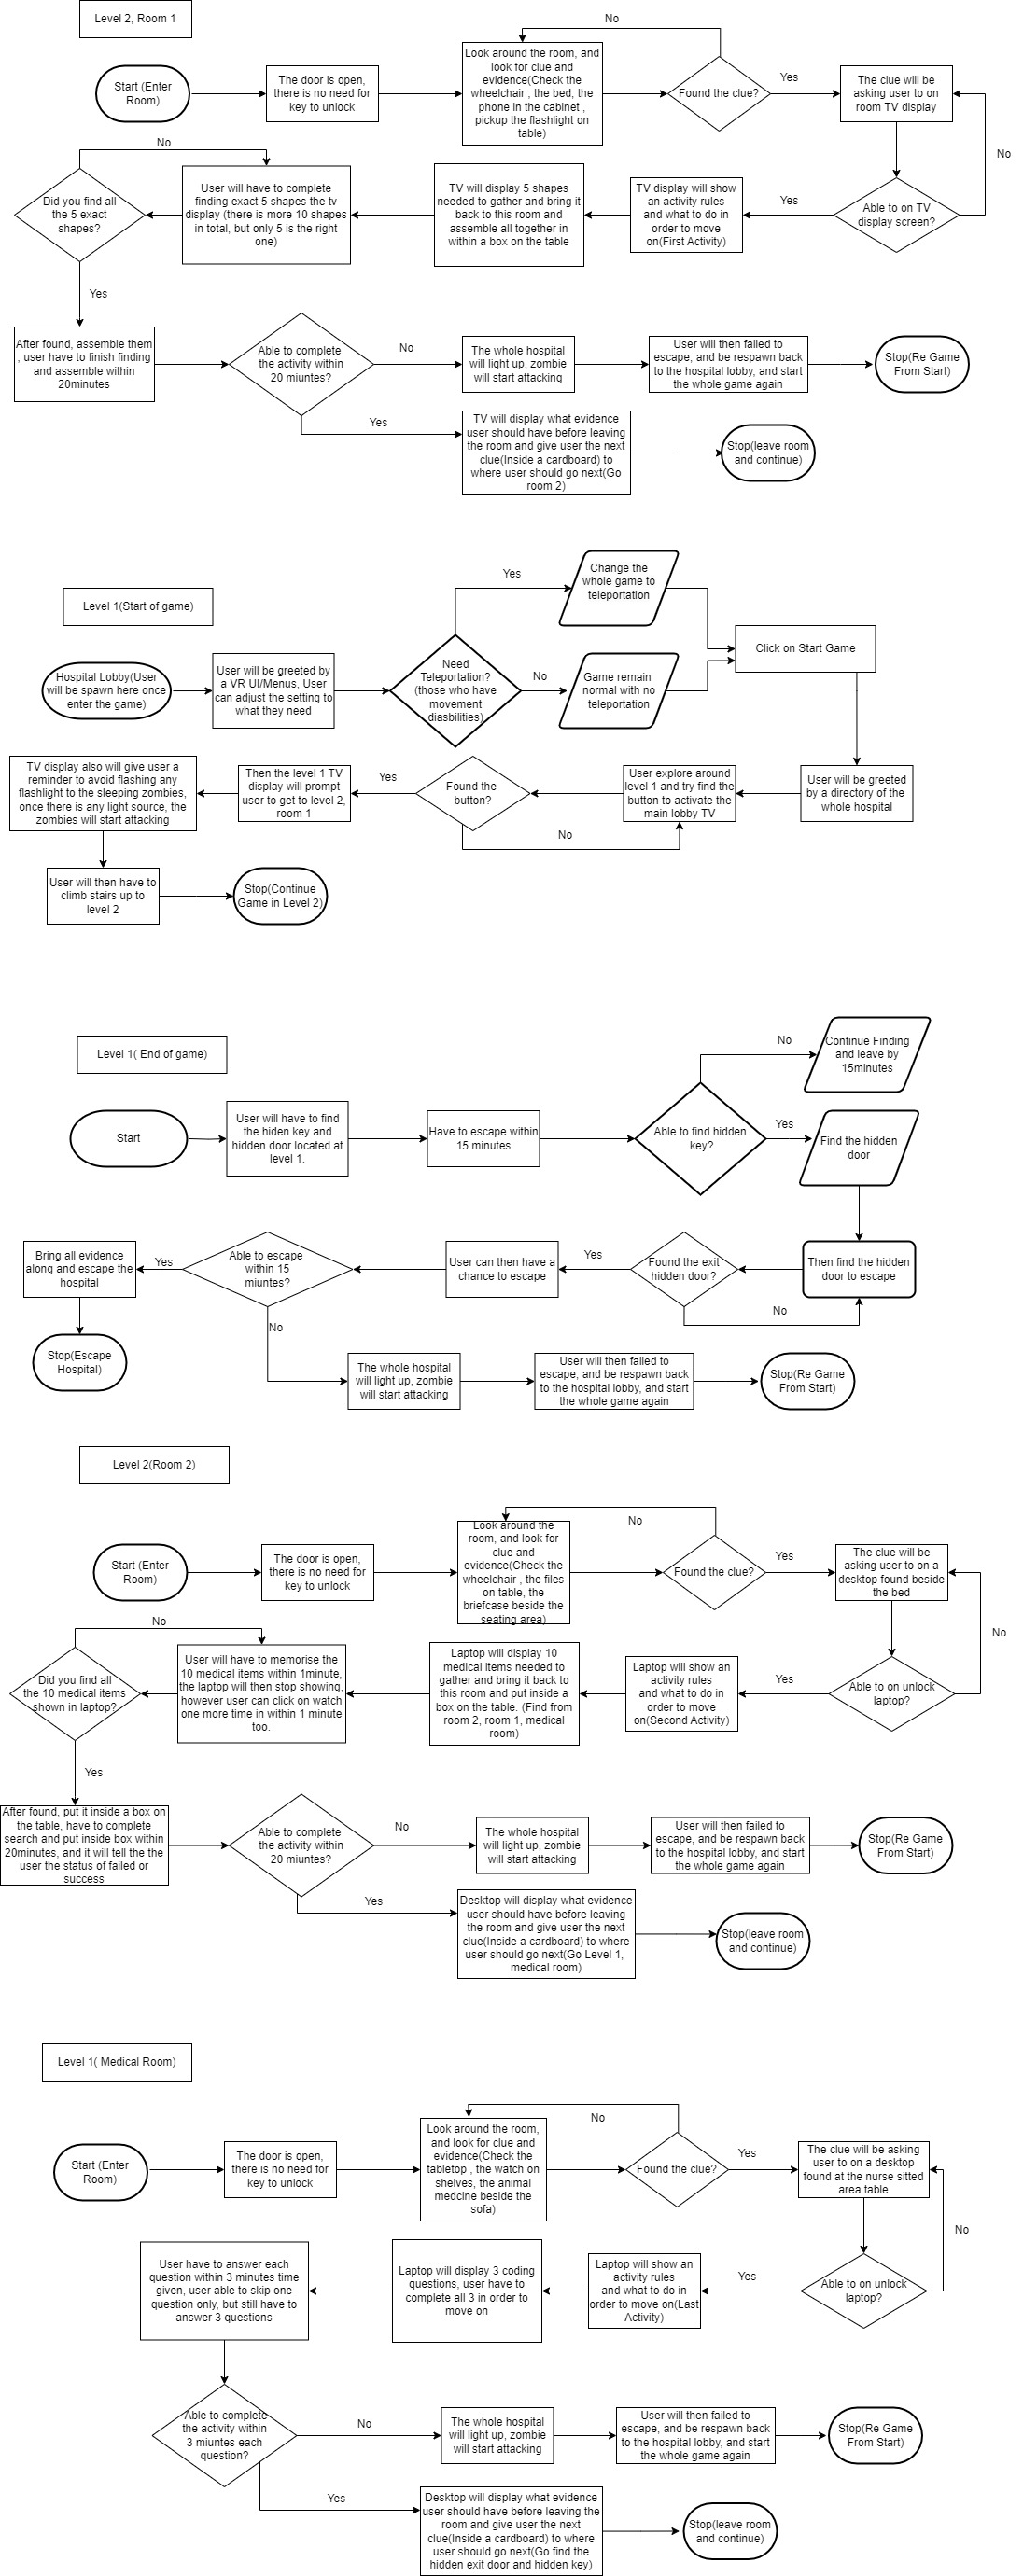 Level 2, Room 1
No
Start (Enter
Room)
The door is open,
there is no need for
key to unlock
Look around the room, and
look for clue and
evidence(Check the
wheelchair , the bed, the
phone in the cabinet ,
pickup the flashlight on
table)
Found the clue?
Yes
The clue will be
asking user to on
room TV display
No
No
Did you find all
the 5 exact
shapes?
User will have to complete
finding exact 5 shapes the tv
display (there is more 10 shapes
in total, but only 5 is the right
one)
TV will display 5 shapes
needed to gather and bring it
back to this room and
assemble all together in
within a box on the table
TV display will show
an activity rules
and what to do in
order to move
on(First Activity)
Yes
Able to on TV
display screen?
Yes
After found, assemble them
, user have to finish finding
and assemble within
20minutes
Able to complete
the activity within
20 miuntes?
No
The whole hospital
will light up, zombie
will start attacking
User will then failed to
escape, and be respawn back
to the hospital lobby, and start
the whole game again
Stop(Re Game
From Start)
Yes
TV will display what evidence
user should have before leaving
the room and give user the next
clue(Inside a cardboard) to
where user should go next(Go
room 2)
Stop(leave room
and continue)
Level 1(Start of game)
Yes
Change the
whole game to
teleportation
Hospital Lobby(User
will be spawn here once
enter the game)
User will be greeted by
a VR UI/Menus, User
can adjust the setting to
what they need
Need
Teleportation?
(those who have
movement
diasbilities)
No
Game remain
normal with no
teleportation
Click on Start Game
TV display also will give user a
reminder to avoid flashing any
flashlight to the sleeping zombies,
once there is any light source, the
zombies will start attacking
Then the level 1 TV
display will prompt
user to get to level 2,
room 1
Yes
Found the
button?
User explore around
level 1 and try find the
button to activate the
main lobby TV
User will be greeted
by a directory of the
whole hospital
No
User will then have to
climb stairs up to
level 2
Stop(Continue
Game in Level 2)
Level 1( End of game)
No
Continue Finding
and leave by
15minutes
Start
User will have to find
the hiden key and
hidden door located at
level 1.
Have to escape within
15 minutes
Able to find hidden
key?
Yes
Find the hidden
door
Bring all evidence
along and escape the
hospital
Yes
Able to escape
within 15
miuntes?
User can then have a
chance to escape
Yes
Found the exit
hidden door?
Then find the hidden
door to escape
No
No
Stop(Escape
Hospital)
The whole hospital
will light up, zombie
will start attacking
User will then failed to
escape, and be respawn back
to the hospital lobby, and start
the whole game again
Stop(Re Game
From Start)
Level 2(Room 2)
No
Start (Enter
Room)
The door is open,
there is no need for
key to unlock
Look around the
room, and look for
clue and
evidence(Check the
wheelchair , the files
on table, the
briefcase beside the
seating area)
Found the clue?
Yes
The clue will be
asking user to on a
desktop found beside
the bed
No
No
Did you find all
the 10 medical items
shown in laptop?
User will have to memorise the
10 medical items within 1minute,
the laptop will then stop showing,
however user can click on watch
one more time in within 1 minute
too.
Laptop will display 10
medical items needed to
gather and bring it back to
this room and put inside a
box on the table. (Find from
room 2, room 1, medical
room)
Laptop will show an
activity rules
and what to do in
order to move
on(Second Activity)
Yes
Able to on unlock
laptop?
Yes
After found, put it inside a box on
the table, have to complete
search and put inside box within
20minutes, and it will tell the the
user the status of failed or
success
Able to complete
the activity within
20 miuntes?
No
The whole hospital
will light up, zombie
will start attacking
User will then failed to
escape, and be respawn back
to the hospital lobby, and start
the whole game again
Stop(Re Game
From Start)
Yes
Desktop will display what evidence
user should have before leaving
the room and give user the next
clue(Inside a cardboard) to where
user should go next(Go Level 1,
medical room)
Stop(leave room
and continue)
Level 1( Medical Room)
No
Start (Enter
Room)
The door is open,
there is no need for
key to unlock
Look around the room,
and look for clue and
evidence(Check the
tabletop , the watch on
shelves, the animal
medcine beside the
sofa)
Found the clue?
Yes
The clue will be asking
user to on a desktop
found at the nurse sitted
area table
No
User have to answer each
question within 3 minutes time
given, user able to skip one
question only, but still have to
answer 3 questions
Laptop will display 3 coding
questions, user have to
complete all 3 in order to
move on
Laptop will show an
activity rules
and what to do in
order to move on(Last
Activity)
Yes
Able to on unlock
laptop?
Able to complete
the activity within
3 miuntes each
question?
No
The whole hospital
will light up, zombie
will start attacking
User will then failed to
escape, and be respawn back
to the hospital lobby, and start
the whole game again
Stop(Re Game
From Start)
Yes
Desktop will display what evidence
user should have before leaving the
room and give user the next
clue(Inside a cardboard) to where
user should go next(Go find the
hidden exit door and hidden key)
Stop(leave room
and continue)